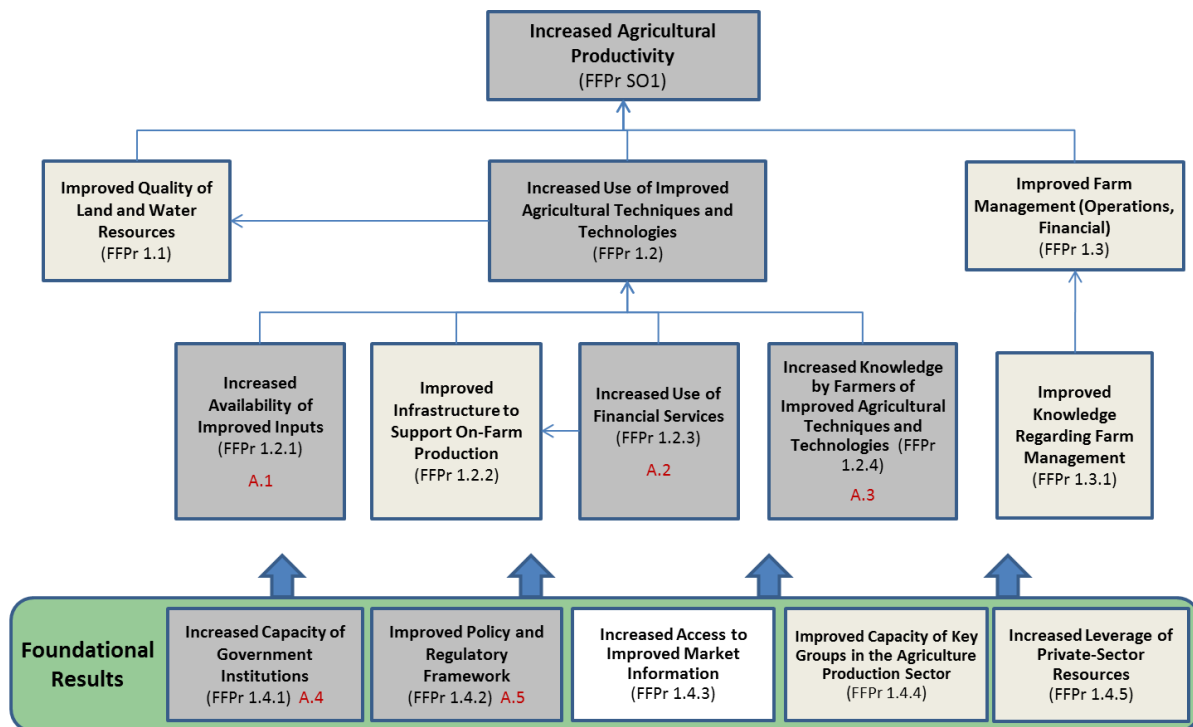 Increased Agricultural
Productivity
(FFPr SO1)
Improved Quality of
Land and Water
Resources
(FFPr 1.1)
Increased Use of Improved
Agricultural Techniques and
Technologies
(FFPr 1.2)
Improved Farm
Management (Operations,
Financial)
(FFPr 1.3)
Increased
Availability of
Improved Inputs
(FFPr 1.2.1)
A.1
Improved
Infrastructure to
Support On-Farm
Production
(FFPr 1.2.2)
Increased Use of
Financial Services
(FFPr 1.2.3)
A.2
Increased Knowledge
by Farmers of
Improved Agricultural
Techniques and
Technologies (FFPr
1.2.4)
A.3
Improved
Knowledge
Regarding Farm
Management
(FFPr 1.3.1)
Foundational
Results
Increased Capacity of
Government
Institutions
(FFPr 1.4.1) A.4
Improved Policy and
Regulatory
Framework
(FFPr 1.4.2) A.5
Increased Access to
Improved Market
Information
(FFPr 1.4.3)
Improved Capacity of Key
Groups in the Agriculture
Production Sector
(FFPr 1.4.4)
Increased Leverage of
Private-Sector
Resources
(FFPr 1.4.5)